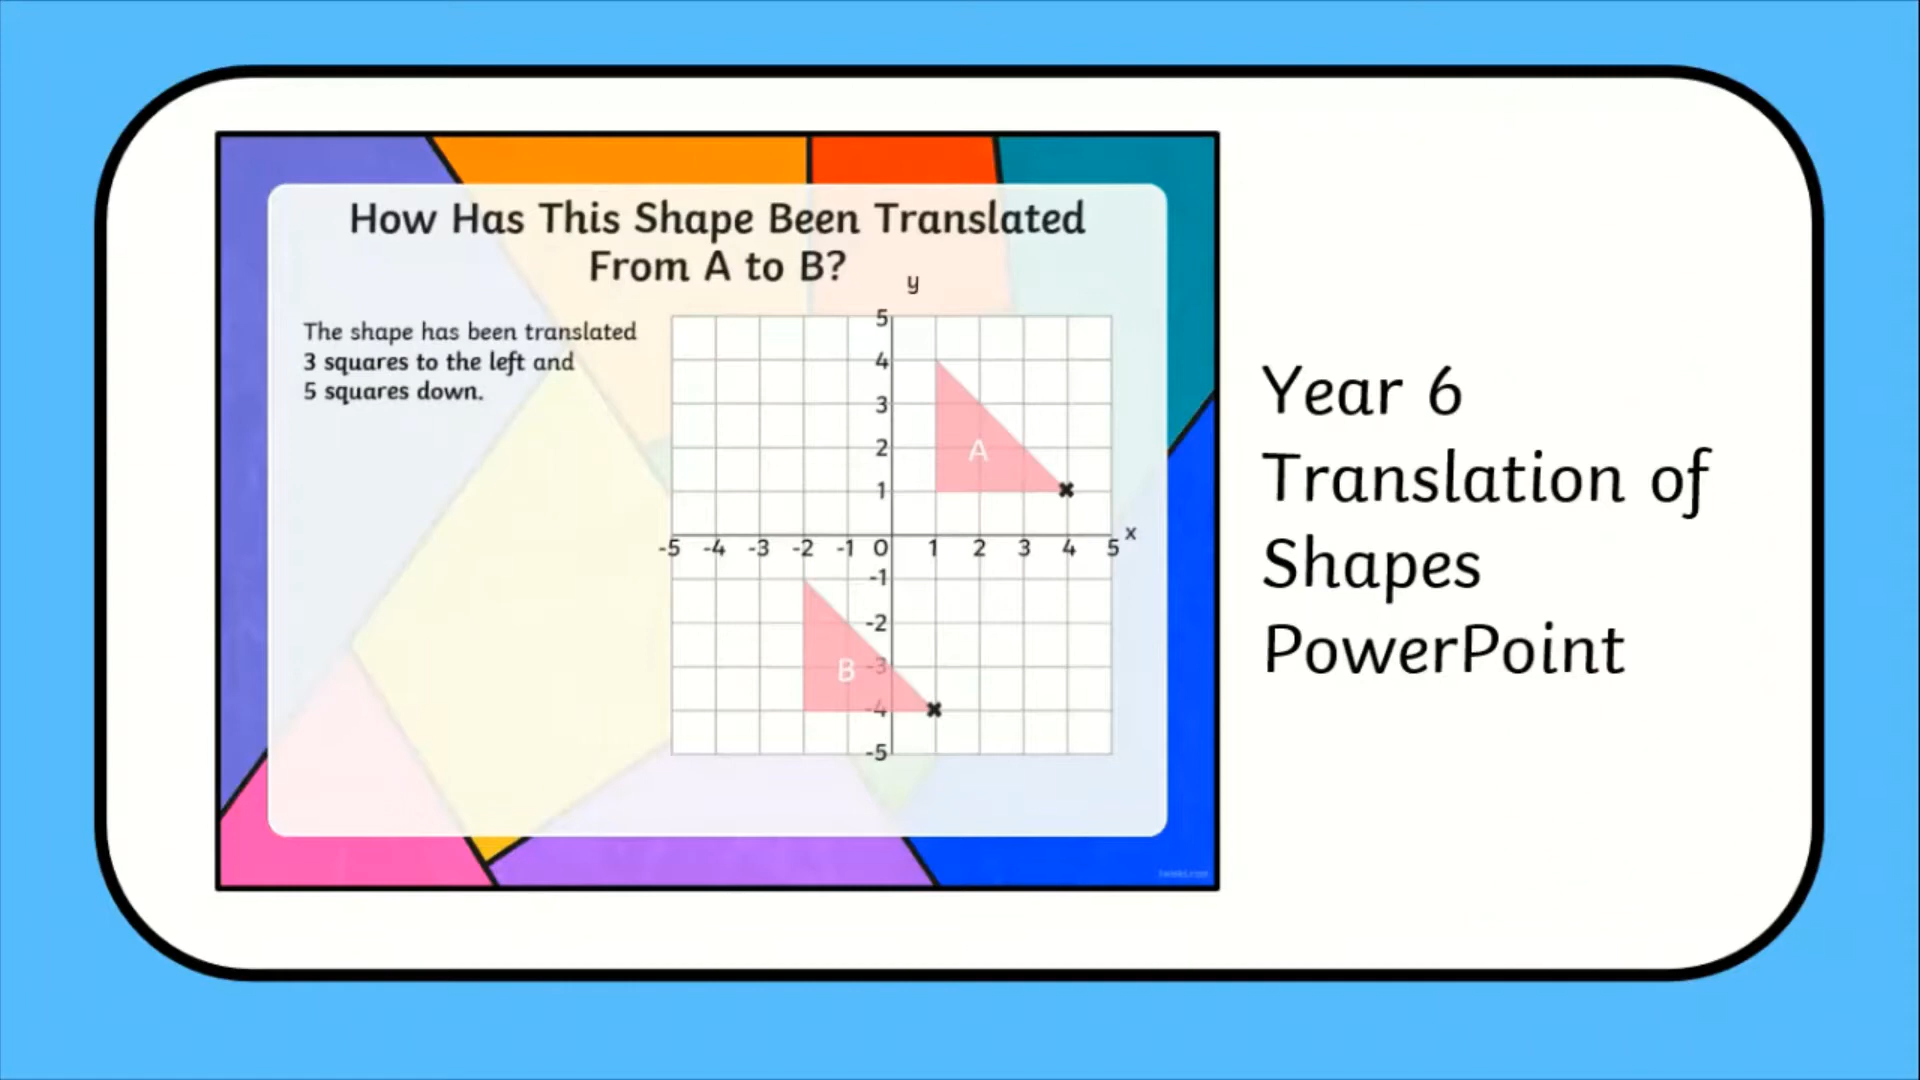 How Has This Shape Been Translated
From A to B?
y
The shape has been translated
3 squares to the left and
5 squares down.
5
4
3
2
1
A
x
-5 -4 -3 -2 -1 0 1 2 3 4 5
-1
-2
-3
-4
-5
B
Year 6
Translation of
Shapes
PowerPoint